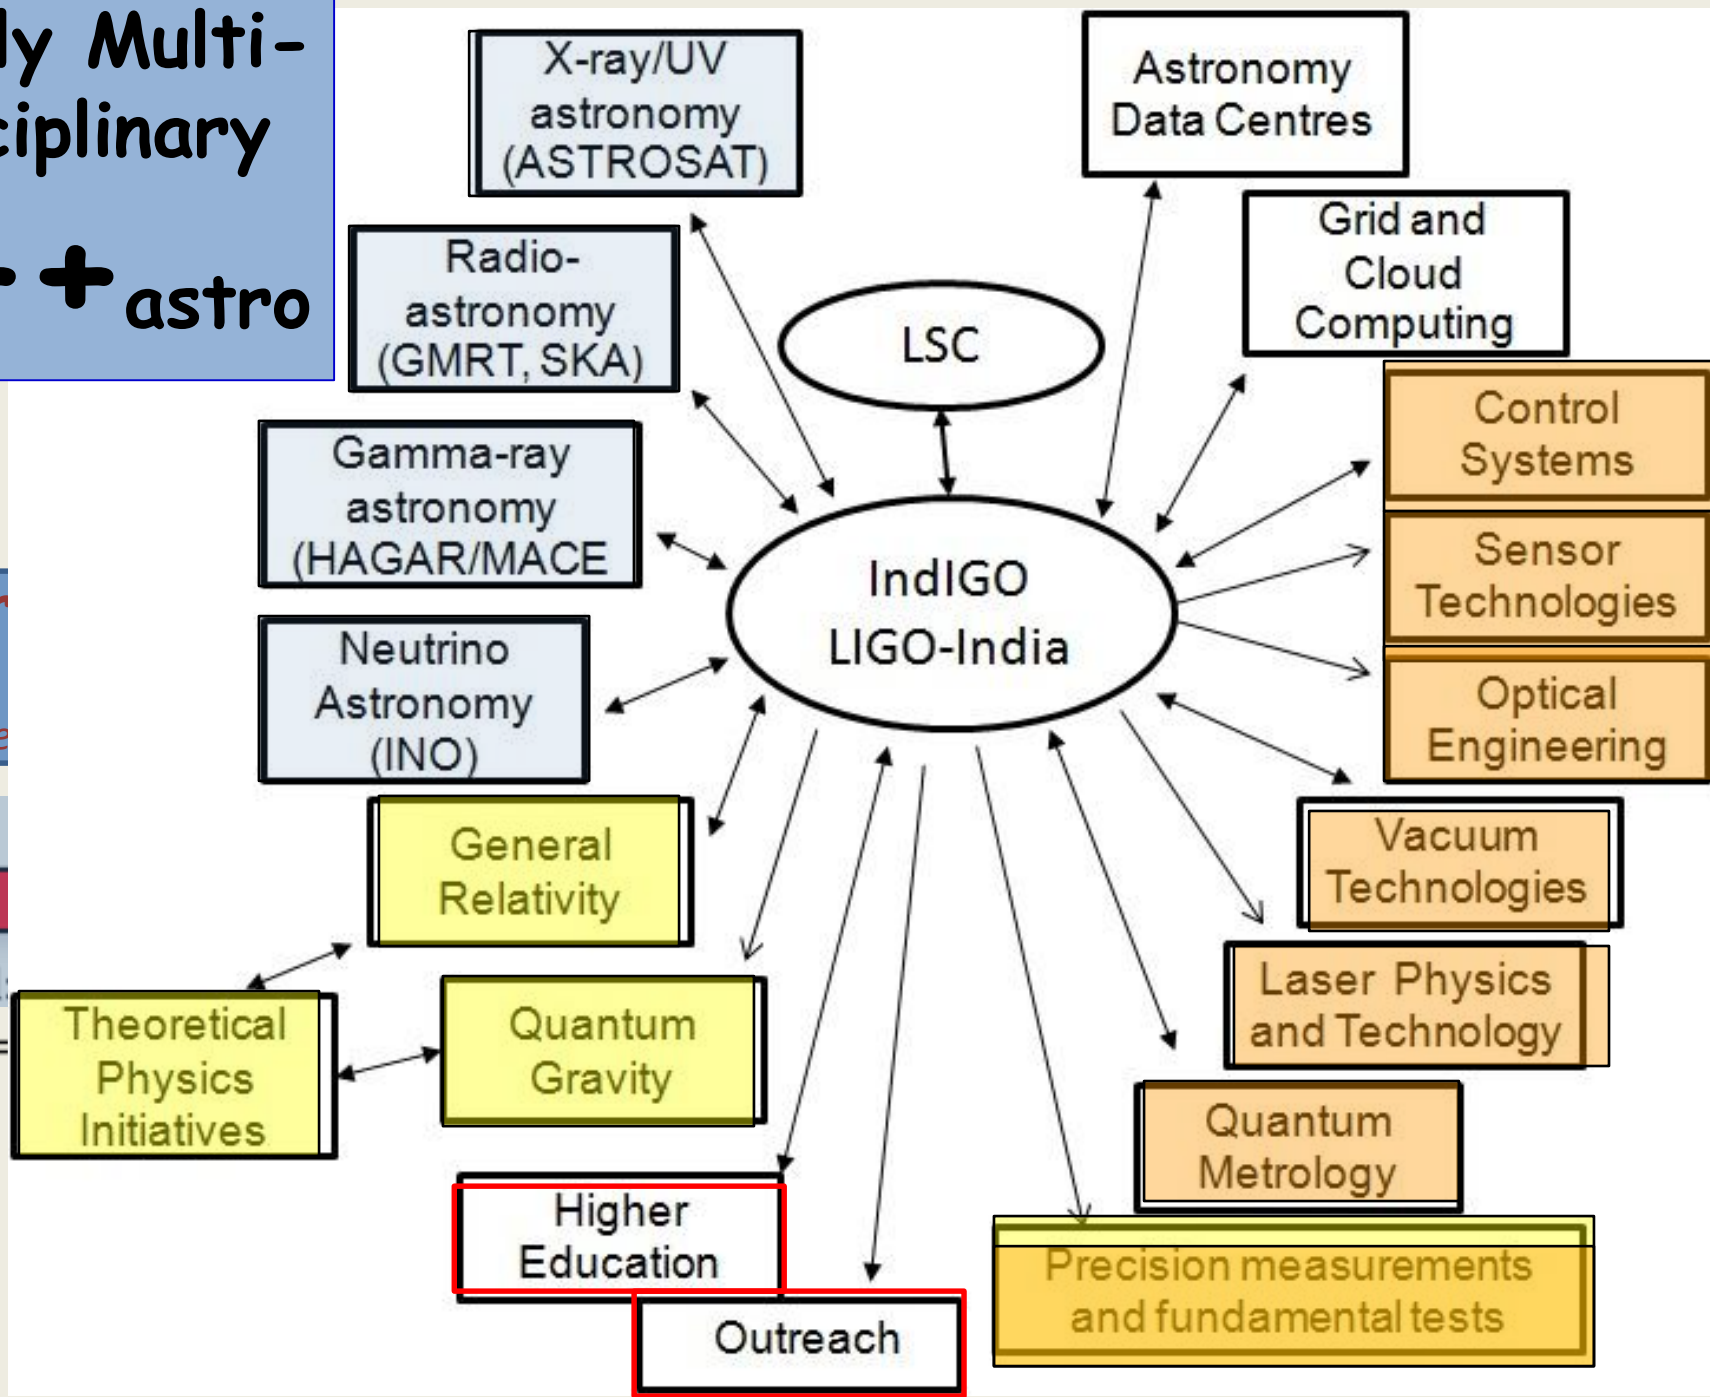 Multi-
astro
X-ray/UV
astronomy
(ASTROSAT)
Astronomy
Data Centres
Radio-
astronomy
(GMRT, SKA)
LSC
Grid and
Cloud
Computing
Gamma-ray
astronomy
(HAGAR/MACE
Control
Systems
IndIGO
LIGO-India
Sensor
Technologies
Neutrino
Astronomy
(INO)
Optical
Engineering
General
Relativity
Vacuum
Technologies
Theoretical
Physics
Initiatives
Quantum
Gravity
Laser Physics
and Technology
Quantum
Metrology
Higher
Education
Outreach
Precision measurements
and fundamental tests